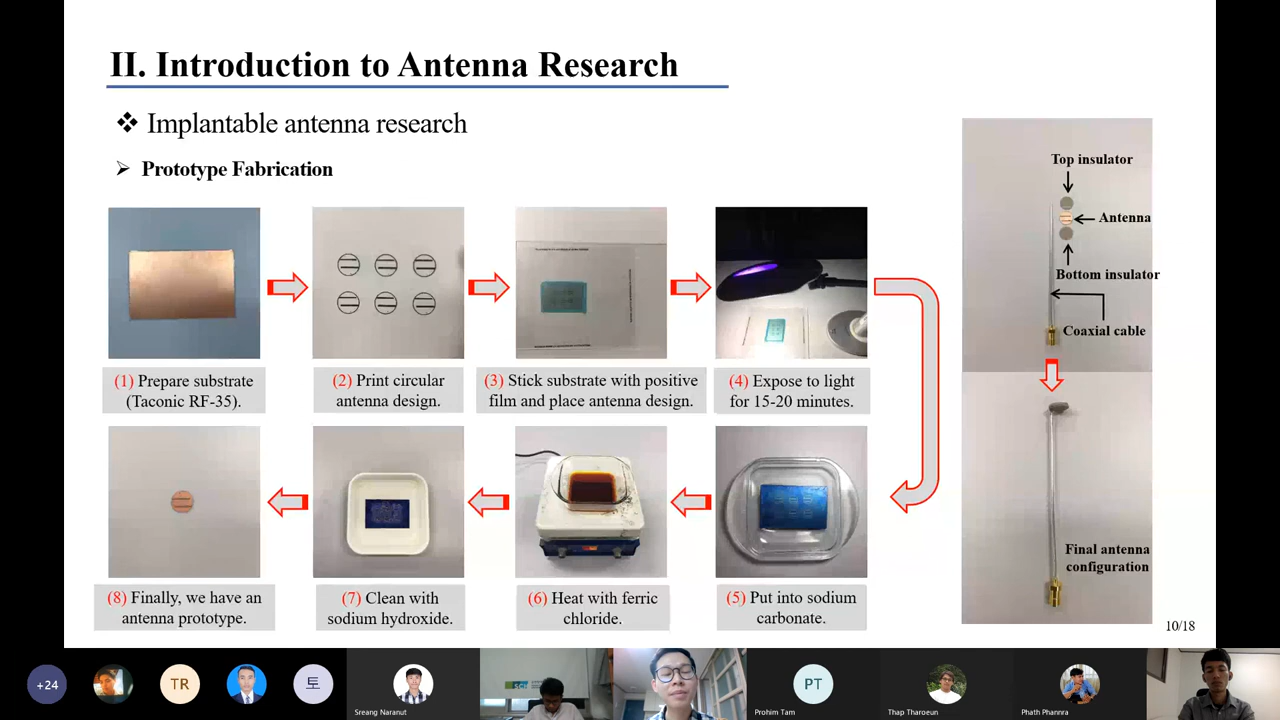 II. Introduction to Antenna Research
❖ Implantable antenna research
➢ Prototype Fabrication
(1) Prepare substrate
(Taconic RF-35).
(2) Print circular
antenna design.
(3) Stick substrate with positive
film and place antenna design.
(4) Expose to light
for 15-20 minutes.
(8) Finally, we have an
antenna prototype.
(7) Clean with
sodium hydroxide.
(6) Heat with ferric
chloride.
(5) Put into sodium
carbonate.
Top insulator
Antenna
Bottom insulator
Coaxial cable
Final antenna
configuration
10/18
+24
TR
토
Sreang Naranut
PT
Prohim Tam
Thap Tharoeun
Phath Phannra